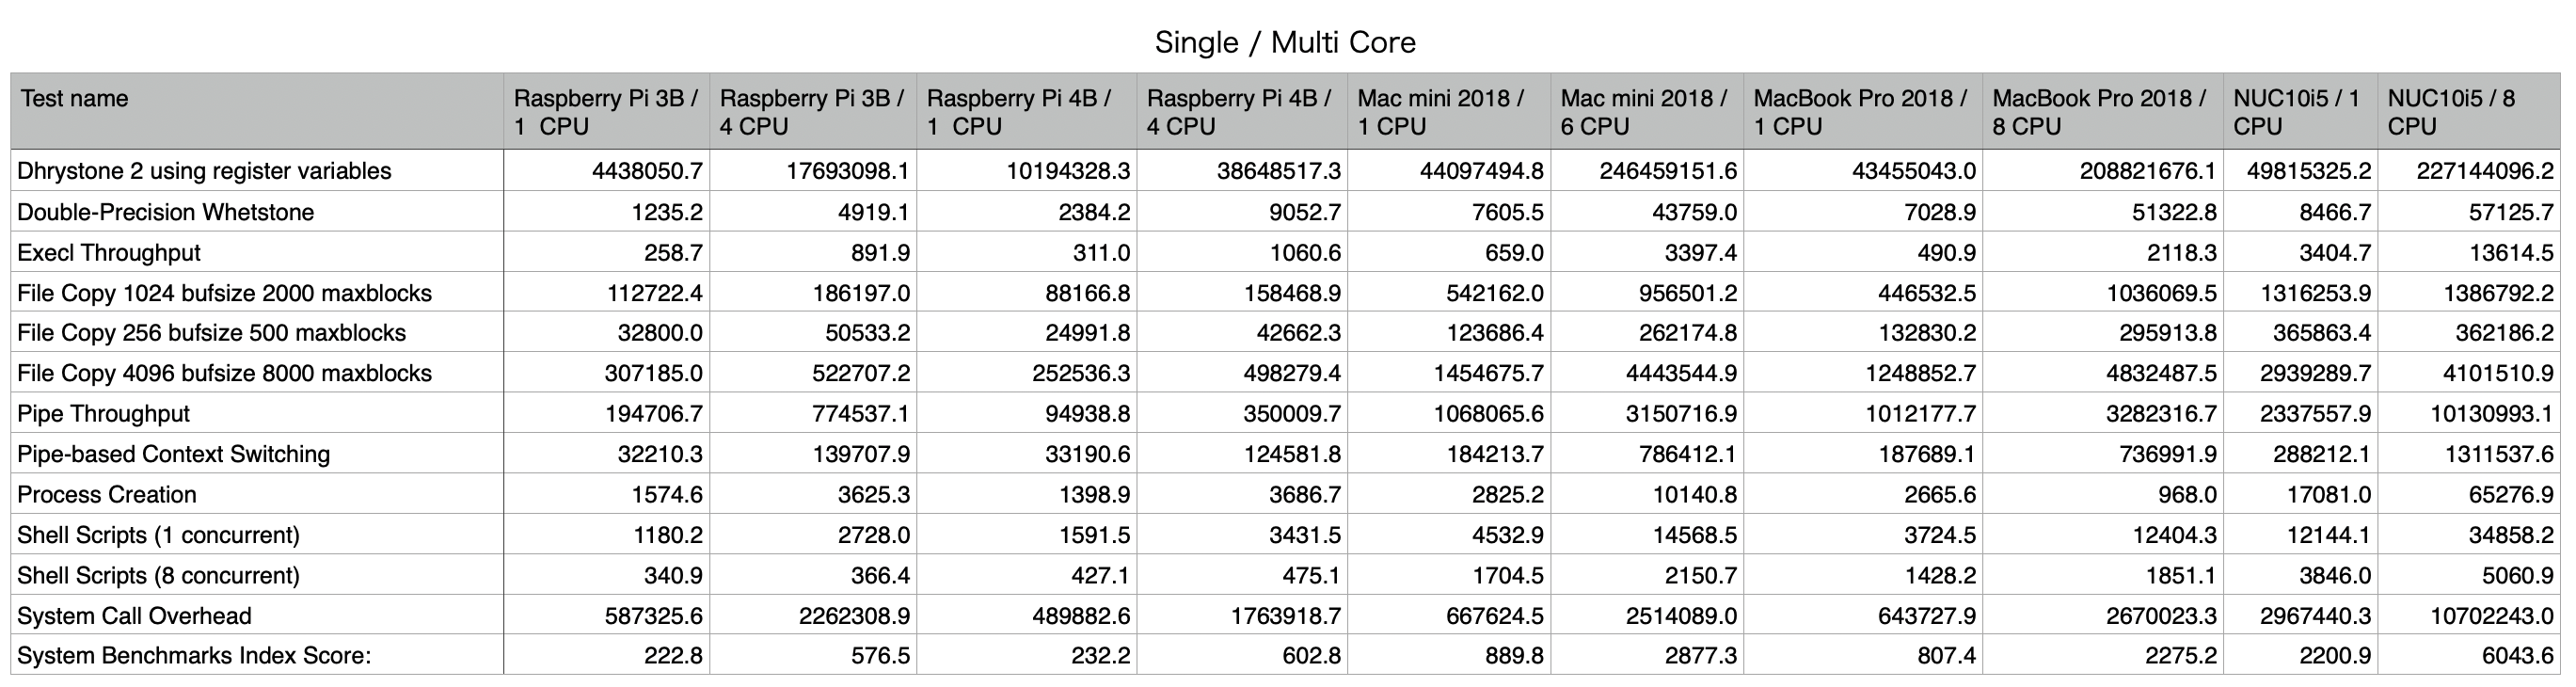 Single / Multi Core
Test name Raspberry Pi 3B / 1 CPU Raspberry Pi 3B / 4 CPU Raspberry Pi 4B / 1 CPU Raspberry Pi 4B / 4 CPU Mac mini 2018 / 1 CPU Mac mini 2018 / 6 CPU MacBook Pro 2018 / 1 CPU MacBook Pro 2018 / 8 CPU NUC10i5 / 1 CPU NUC10i5 / 8 CPU
Dhrystone 2 using register variables 4438050.7 17693098.1 10194328.3 38648517.3 44097494.8 246459151.6 43455043.0 208821676.1 49815325.2 227144096.2
Double-Precision Whetstone 1235.2 4919.1 2384.2 9052.7 7605.5 43759.0 7028.9 51322.8 8466.7 57125.7
Execl Throughput 258.7 891.9 311.0 1060.6 659.0 3397.4 490.9 2118.3 3404.7 13614.5
File Copy 1024 bufsize 2000 maxblocks 112722.4 186197.0 88166.8 158468.9 542162.0 956501.2 446532.5 1036069.5 1316253.9 1386792.2
File Copy 256 bufsize 500 maxblocks 32800.0 50533.2 24991.8 42662.3 123686.4 262174.8 132830.2 295913.8 365863.4 362186.2
File Copy 4096 bufsize 8000 maxblocks 307185.0 522707.2 252536.3 498279.4 1454675.7 4443544.9 1248852.7 4832487.5 2939289.7 4101510.9
Pipe Throughput 194706.7 774537.1 94938.8 350009.7 1068065.6 3150716.9 1012177.7 3282316.7 2337557.9 10130993.1
Pipe-based Context Switching 32210.3 139707.9 33190.6 124581.8 184213.7 786412.1 187689.1 736991.9 288212.1 1311537.6
Process Creation 1574.6 3625.3 1398.9 3686.7 2825.2 10140.8 2665.6 968.0 17081.0 65276.9
Shell Scripts (1 concurrent) 1180.2 2728.0 1591.5 3431.5 4532.9 14568.5 3724.5 12404.3 12144.1 34858.2
Shell Scripts (8 concurrent) 340.9 366.4 427.1 475.1 1704.5 2150.7 1428.2 1851.1 3846.0 5060.9
System Call Overhead 587325.6 2262308.9 489882.6 1763918.7 667624.5 2514089.0 643727.9 2670023.3 2967440.3 10702243.0
System Benchmarks Index Score: 222.8 576.5 232.2 602.8 889.8 2877.3 807.4 2275.2 2200.9 6043.6